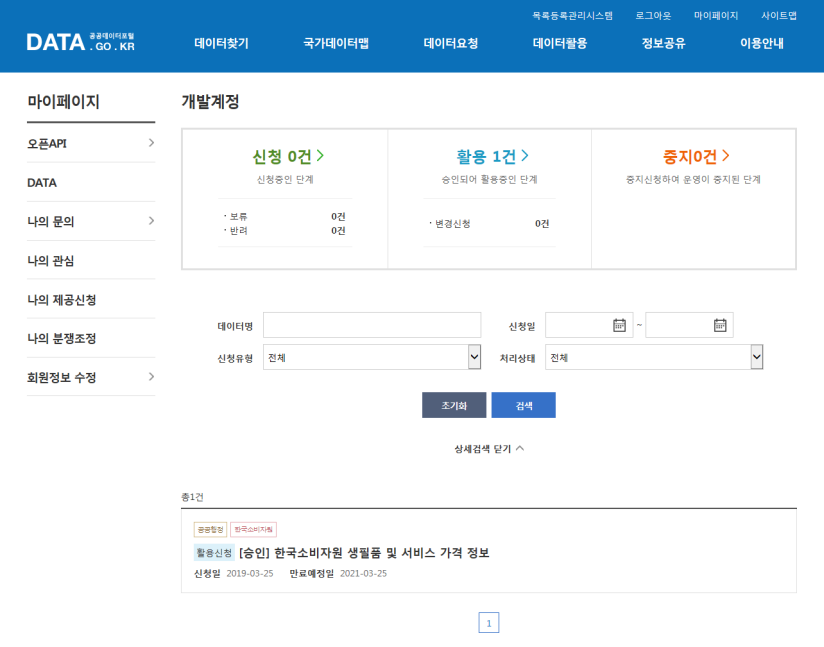 목록등록관리시스템 로그아웃 마이페이지 사이트맵
DATA 공공데이터포털 . GO . KR
데이터찾기 국가데이터맵 데이터요청 데이터활용 정보공유 이용안내
마이페이지
오픈API
DATA
나의 문의
나의 관심
나의 제공신청
나의 분쟁조정
회원정보 수정
개발계정
신청 0건
신청중인 단계
· 보류 0건
· 반려 0건
활용 1건
승인되어 활용중인 단계
· 변경신청 0건
중지0건
중지신청하여 운영이 중지된 단계
데이터명 신청일 ~
신청유형 전체 처리상태 전체
초기화 검색
상세검색 닫기
총1건
공공행정 한국소비자원
활용신청 [승인] 한국소비자원 생필품 및 서비스 가격 정보
신청일 2019-03-25 만료예정일 2021-03-25
1